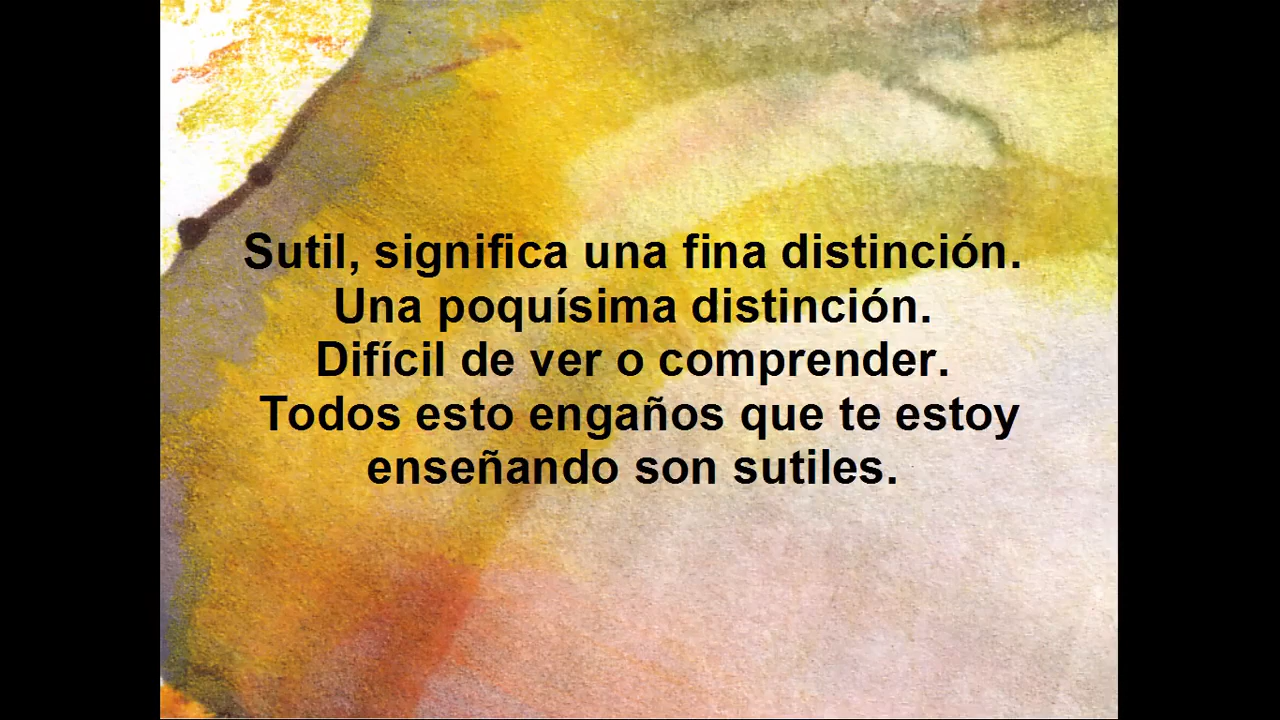 Sutil, significa una fina distinción.
Una poquísima distinción.
Difícil de ver o comprender.
Todos esto engaños que te estoy
enseñando son sutiles.